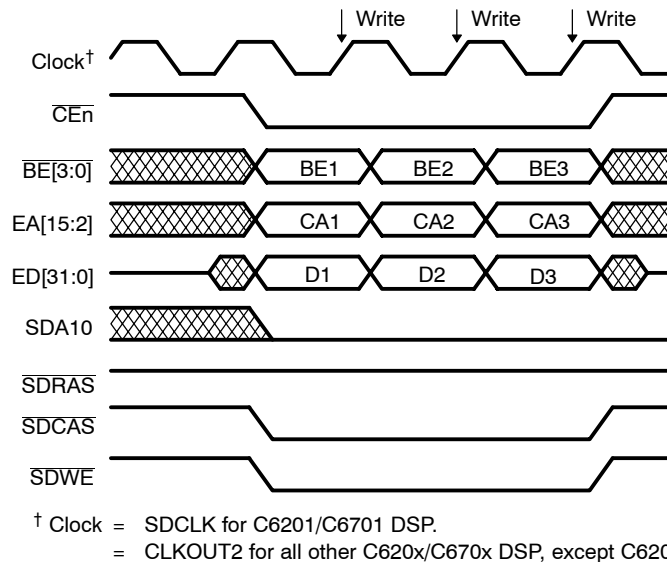 Write Write Write
Clock†
CEn
BE[3:0] BE1 BE2 BE3
EA[15:2] CA1 CA2 CA3
ED[31:0] D1 D2 D3
SDA10
SDRAS
SDCAS
SDWE
† Clock = SDCLK for C6201/C6701 DSP.
= CLKOUT2 for all other C620x/C670x DSP, except C620